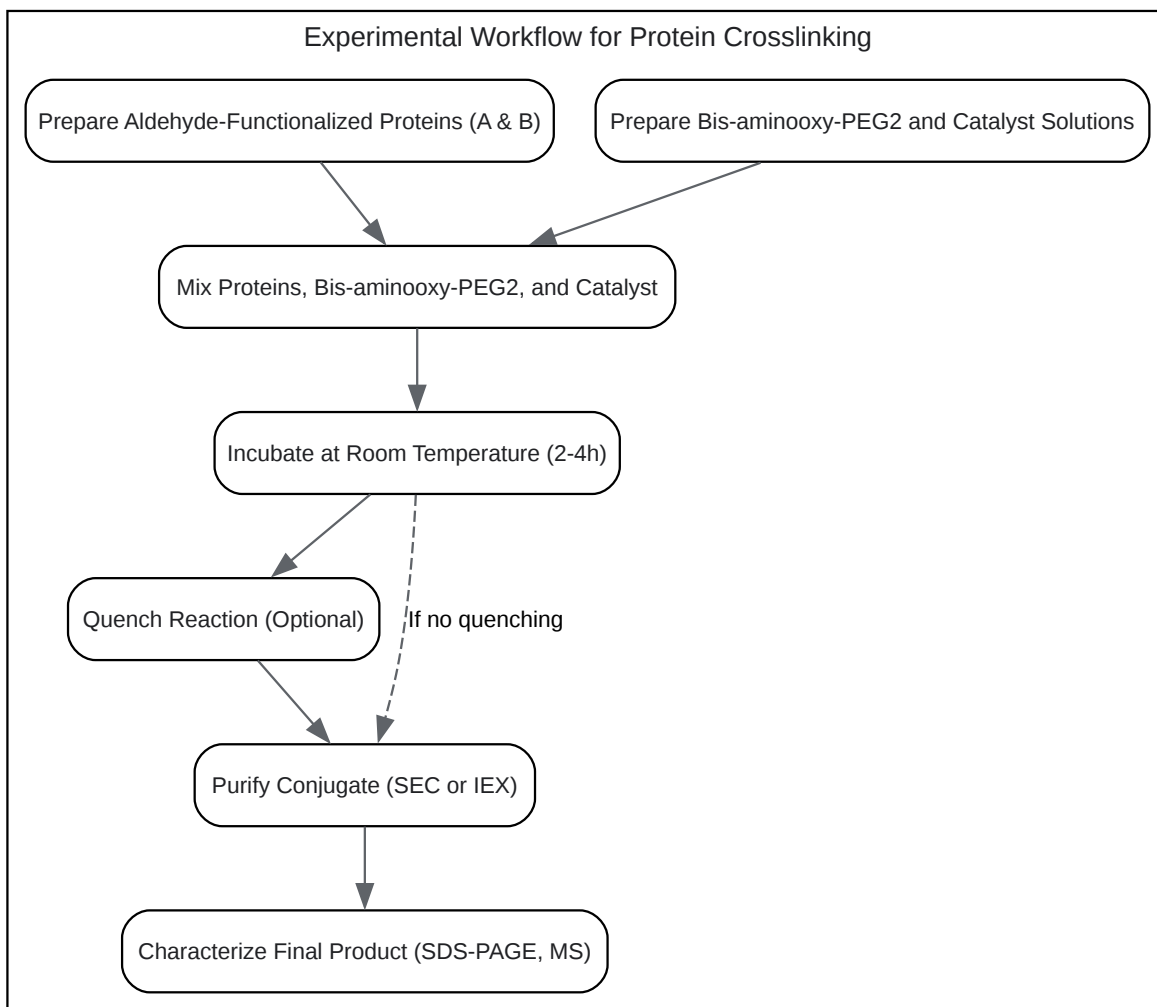 Experimental Workflow for Protein Crosslinking
Prepare Aldehyde-Functionalized Proteins (A & B)
Prepare Bis-aminooxy-PEG2 and Catalyst Solutions
Mix Proteins, Bis-aminooxy-PEG2, and Catalyst
Incubate at Room Temperature (2-4h)
Quench Reaction (Optional)
If no quenching
Purify Conjugate (SEC or IEX)
Characterize Final Product (SDS-PAGE, MS)